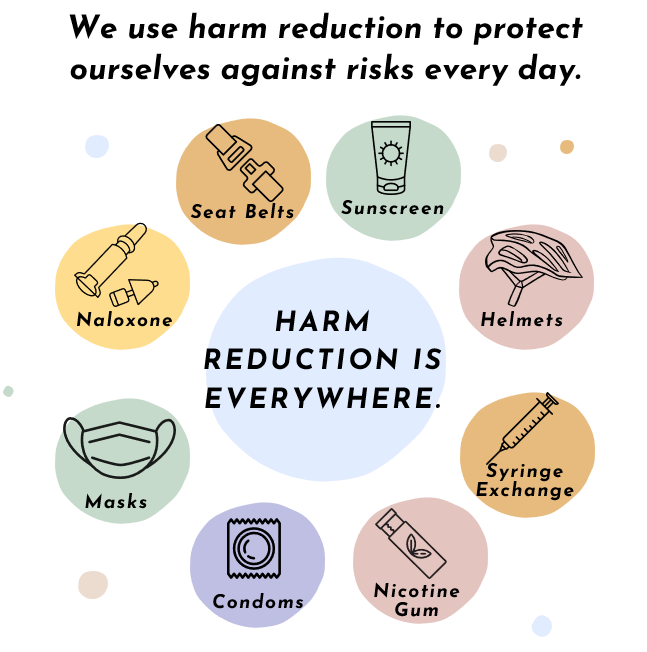 We use harm reduction to protect
ourselves against risks every day.
Seat Belts
Sunscreen
Naloxone
Helmets
HARM
REDUCTION IS
EVERYWHERE.
Masks
Syringe
Exchange
Condoms
Nicotine
Gum